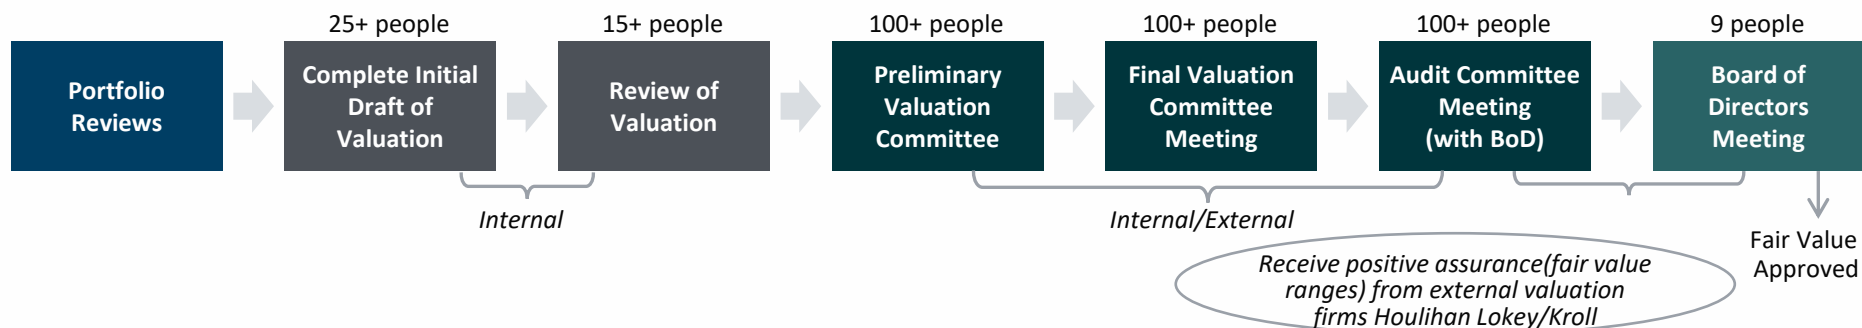 25+ people
15+ people
100+ people
100+ people
100+ people
9 people
Portfolio
Reviews
Complete Initial
Draft of
Valuation
Review of
Valuation
Preliminary
Valuation
Committee
Final Valuation
Committee
Meeting
Audit Committee
Meeting
(with BoD)
Board of
Directors
Meeting
Internal
Internal/External
Fair Value
Approved
Receive positive assurance(fair value
ranges) from external valuation
firms Houlihan Lokey/Kroll